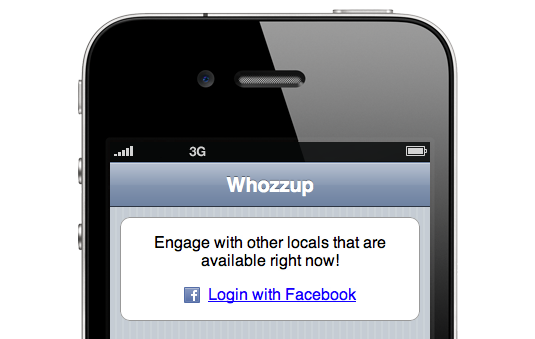 3G
Whozzup
Engage with other locals that are
available right now!
f Login with Facebook